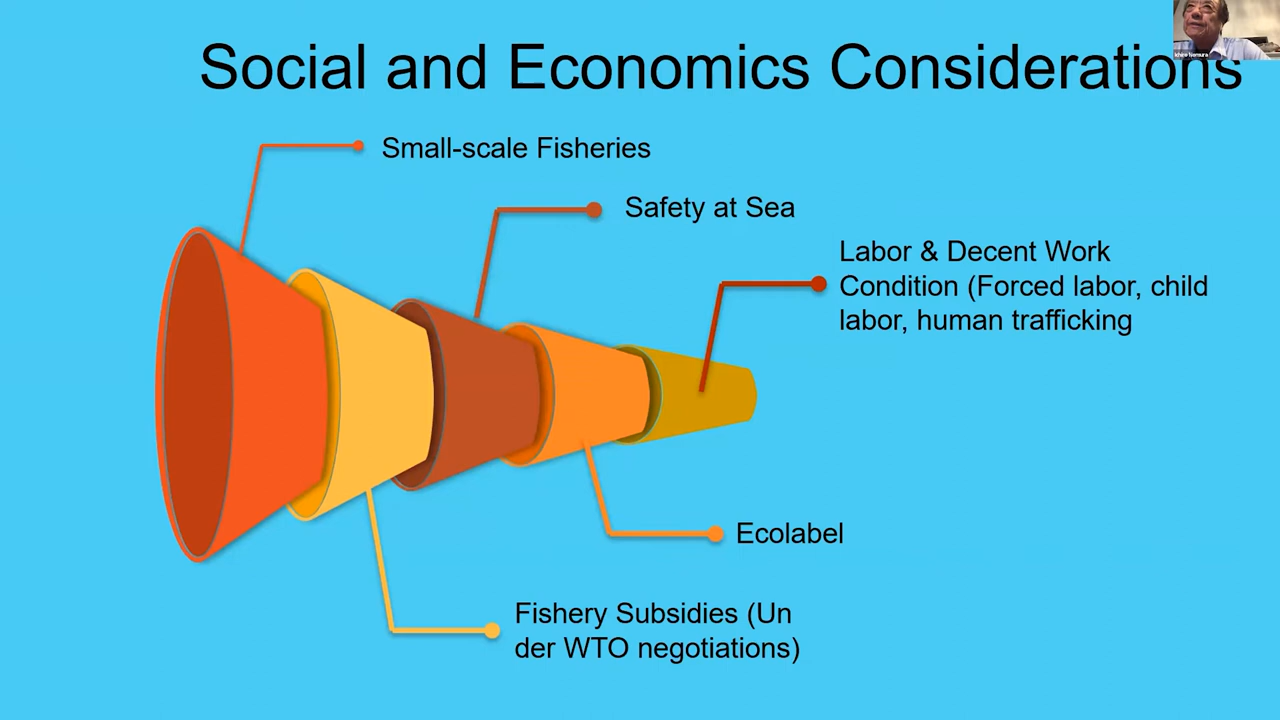 Social and Economics Considerations
Small-scale Fisheries
Safety at Sea
Labor & Decent Work
Condition (Forced labor, child
labor, human trafficking
Ecolabel
Fishery Subsidies (Un
der WTO negotiations)